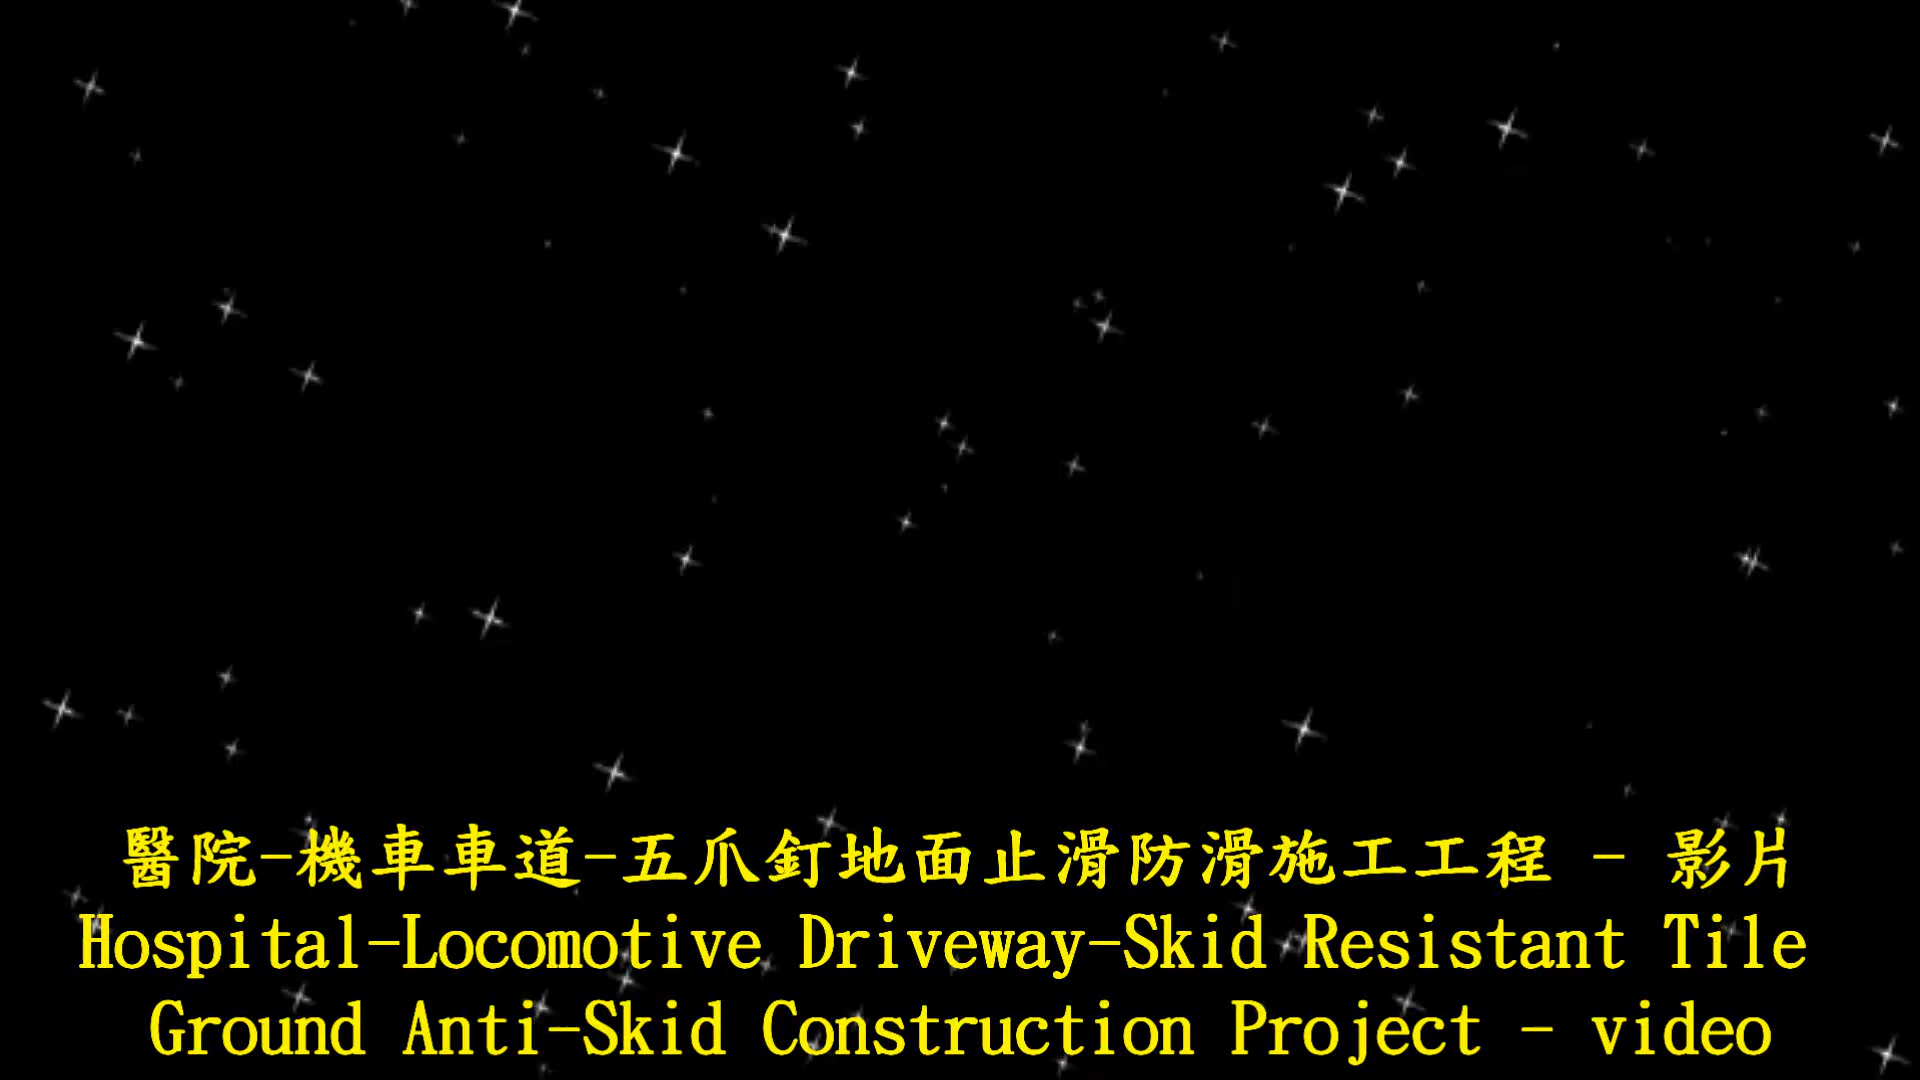 醫院-機車車道-五爪釘地面止滑防滑施工工程 - 影片
Hospital-Locomotive Driveway-Skid Resistant Tile
Ground Anti-Skid Construction Project - video